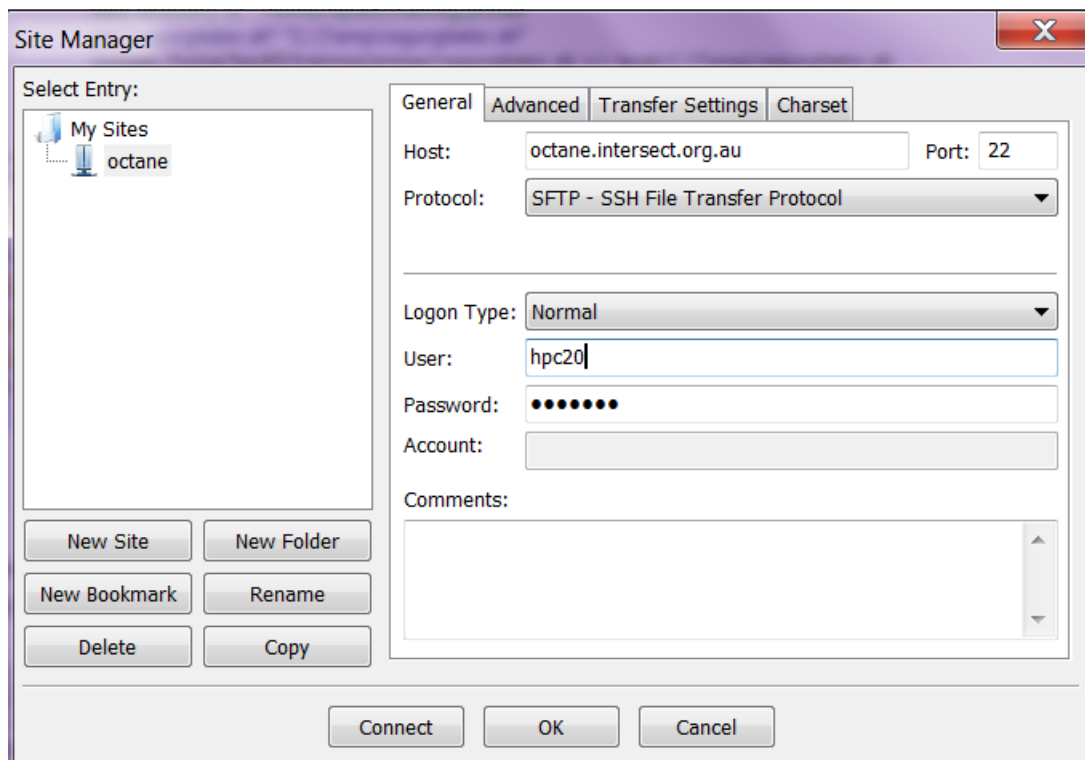 Site Manager
Select Entry:
My Sites
octane
New Site New Folder
New Bookmark Rename
Delete Copy
General Advanced Transfer Settings Charset
Host: octane.intersect.org.au Port: 22
Protocol: SFTP - SSH File Transfer Protocol
Logon Type: Normal
User: hpc20
Password: •••••••
Account:
Comments:
Connect OK Cancel